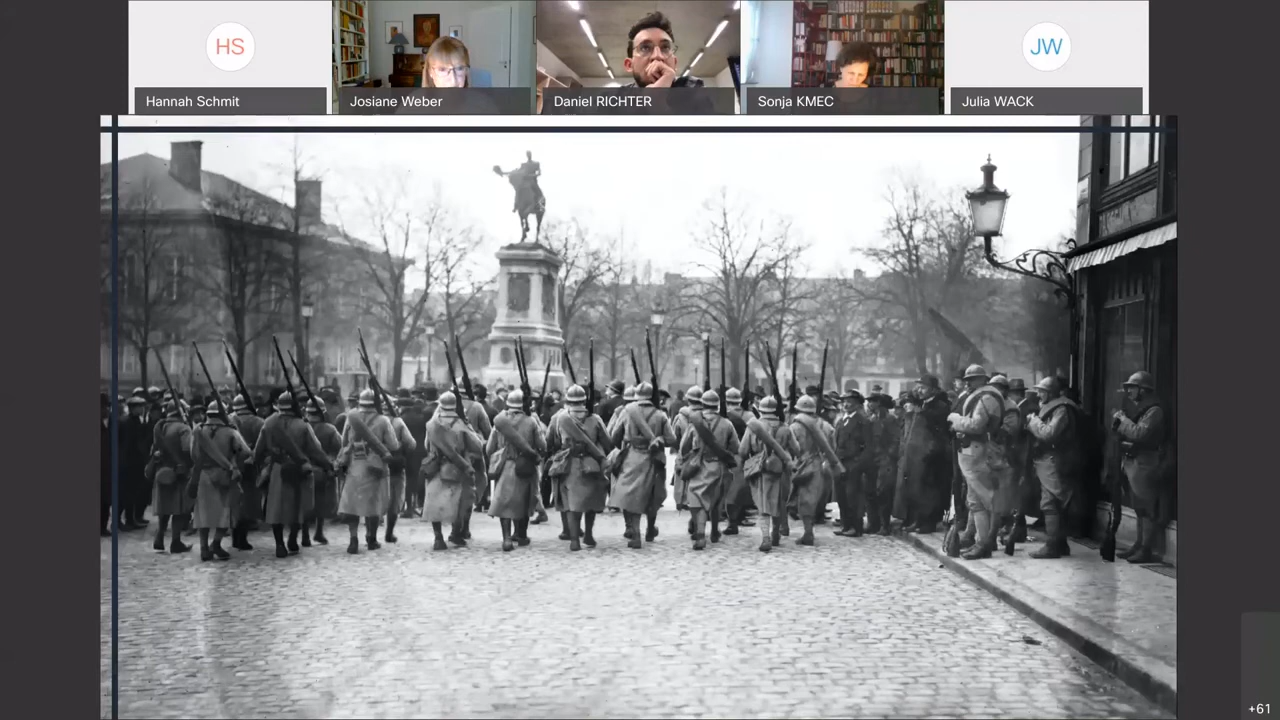 HS
Hannah Schmit
Josiane Weber
Daniel RICHTER
Sonja KMEC
JW
Julia WACK
+61